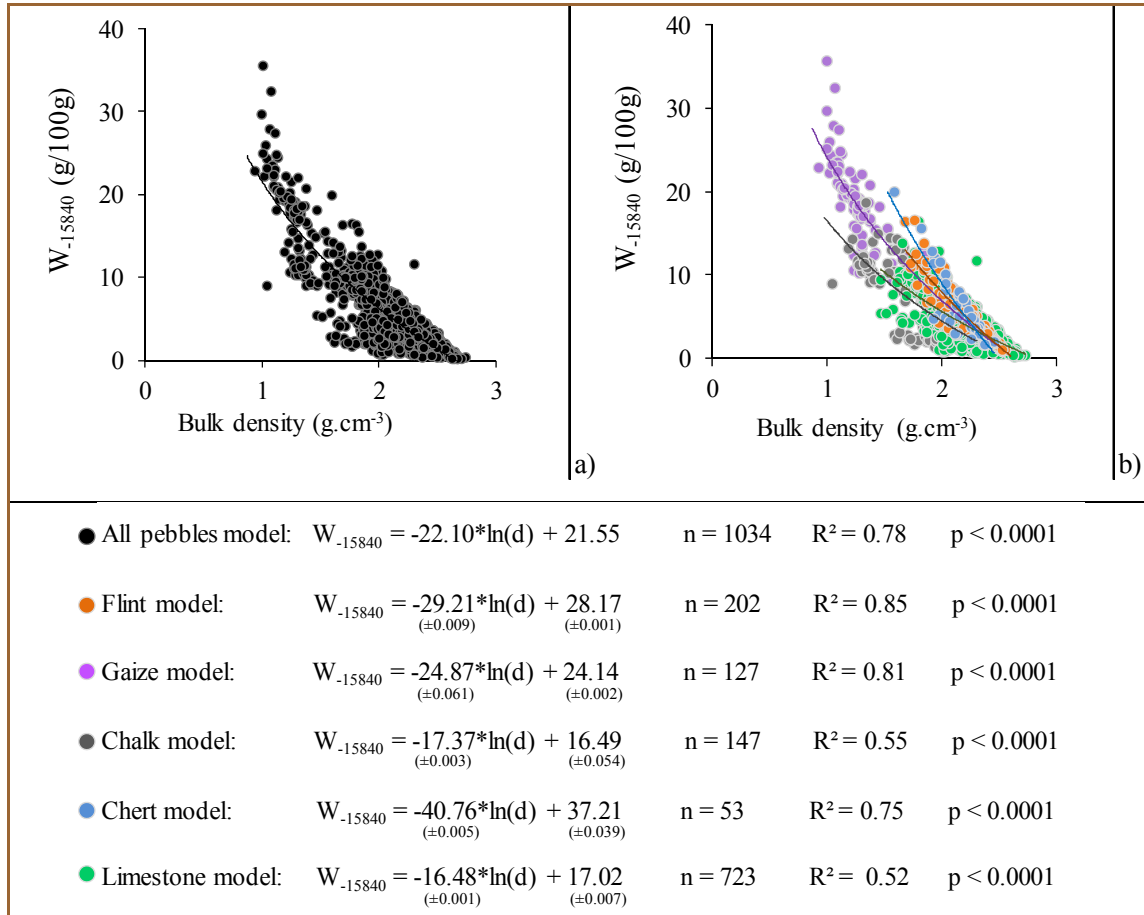 40
30
20
10
0
W-15840 (g/100g)
0 1 2 3
Bulk density (g.cm-3)
a)
40
30
20
10
0
W-15840 (g/100g)
0 1 2 3
Bulk density (g.cm-3)
b)
All pebbles model: W-15840 = -22.10*ln(d) + 21.55 n = 1034 R² = 0.78 p < 0.0001
Flint model: W-15840 = -29.21*ln(d) + 28.17 n = 202 R² = 0.85 p < 0.0001
(±0.009) (±0.001)
Gaize model: W-15840 = -24.87*ln(d) + 24.14 n = 127 R² = 0.81 p < 0.0001
(±0.061) (±0.002)
Chalk model: W-15840 = -17.37*ln(d) + 16.49 n = 147 R² = 0.55 p < 0.0001
(±0.003) (±0.054)
Chert model: W-15840 = -40.76*ln(d) + 37.21 n = 53 R² = 0.75 p < 0.0001
(±0.005) (±0.039)
Limestone model: W-15840 = -16.48*ln(d) + 17.02 n = 723 R² = 0.52 p < 0.0001
(±0.001) (±0.007)